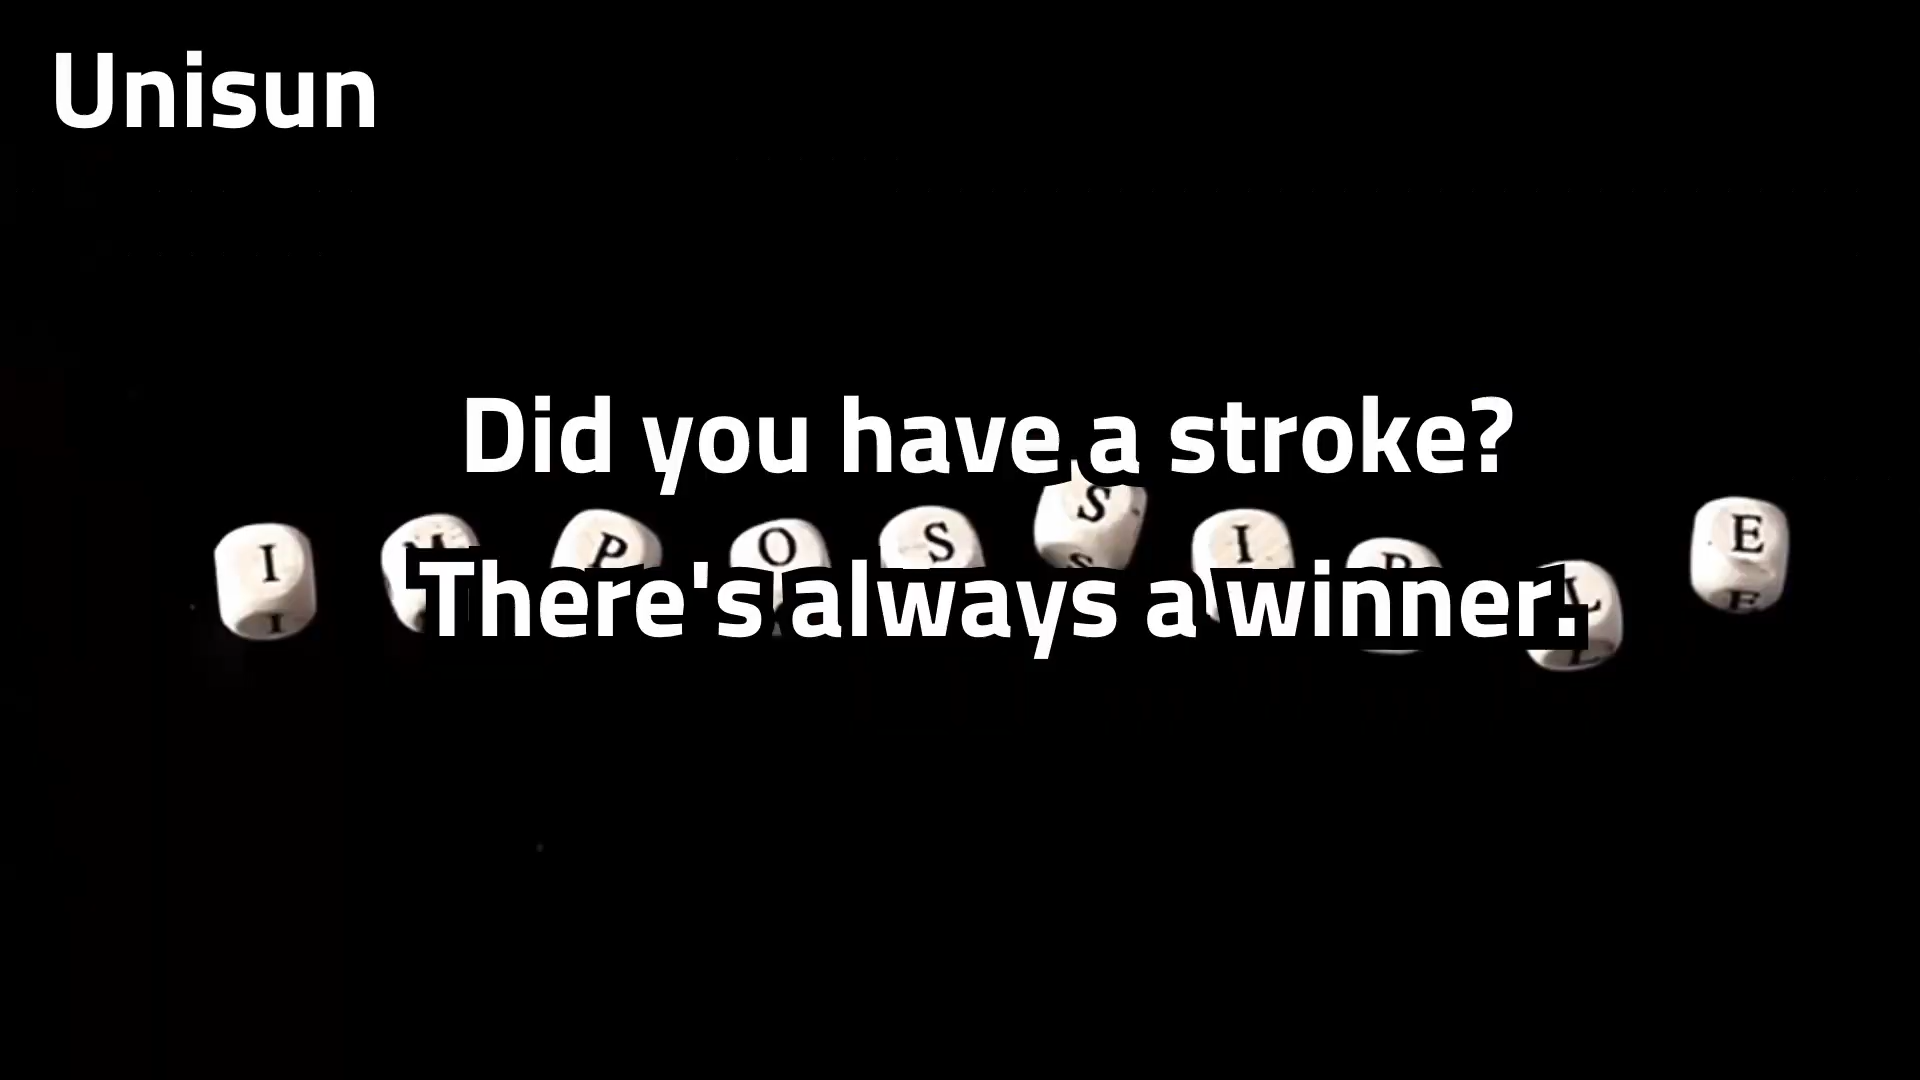 Unisun
Did you have a stroke?
I M P O S S I B L E
There's always a winner.